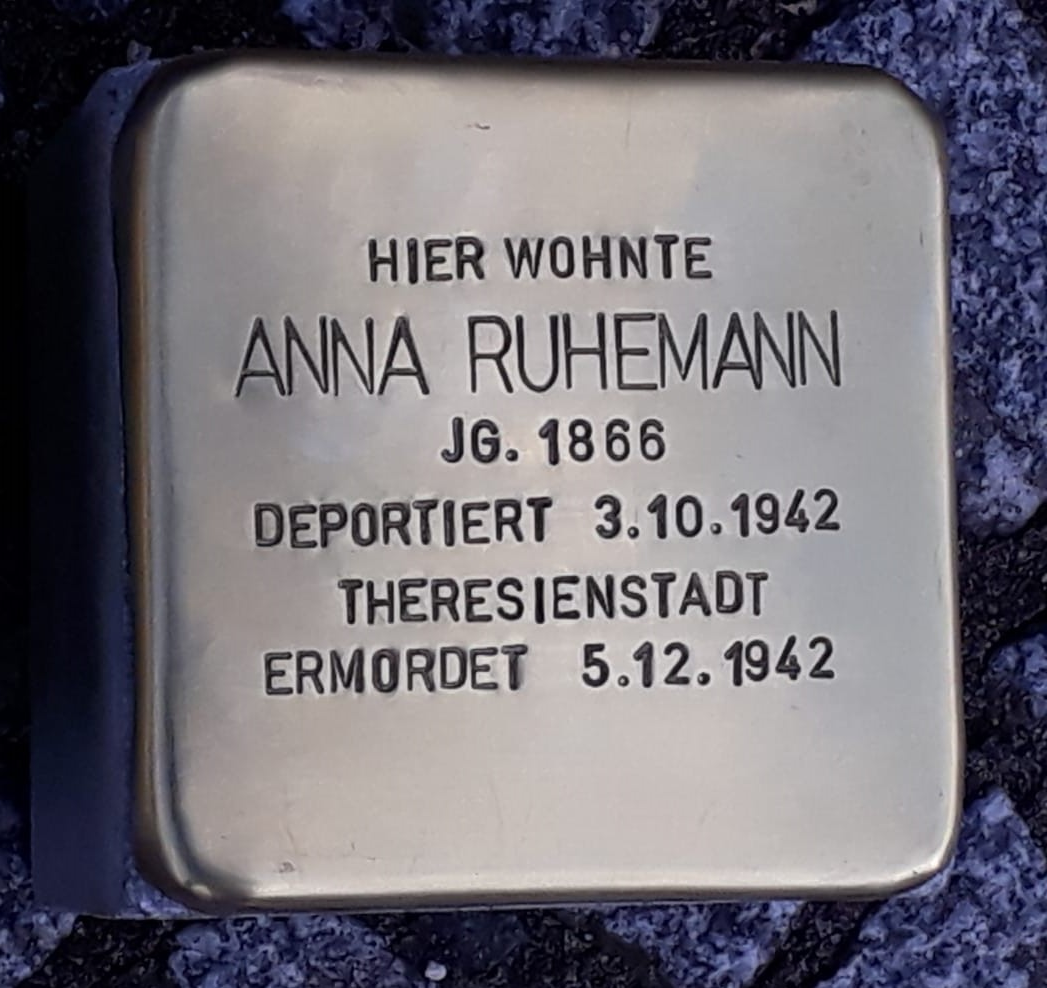 HIER WOHNTE
ANNA RUHEMANN
JG. 1866
DEPORTIERT 3.10.1942
THERESIENSTADT
ERMORDET 5.12.1942